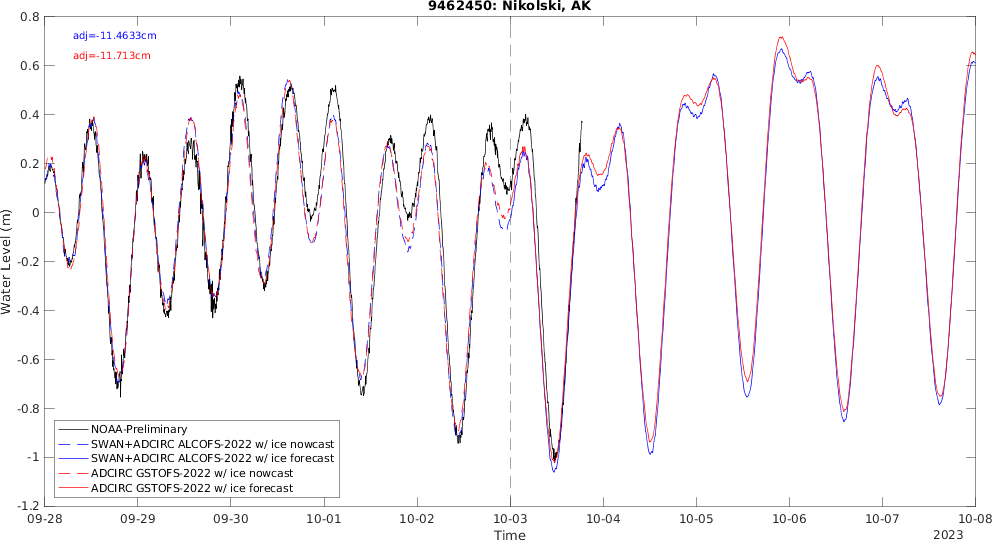 9462450: Nikolski, AK
adj=-11.4633cm
adj=-11.713cm
Water Level (m)
0.8
0.6
0.4
0.2
0
-0.2
-0.4
-0.6
-0.8
-1
-1.2
NOAA-Preliminary
SWAN+ADCIRC ALCOFS-2022 w/ ice nowcast
SWAN+ADCIRC ALCOFS-2022 w/ ice forecast
ADCIRC GSTOFS-2022 w/ ice nowcast
ADCIRC GSTOFS-2022 w/ ice forecast
09-28 09-29 09-30 10-01 10-02 10-03 10-04 10-05 10-06 10-07 10-08
Time
2023